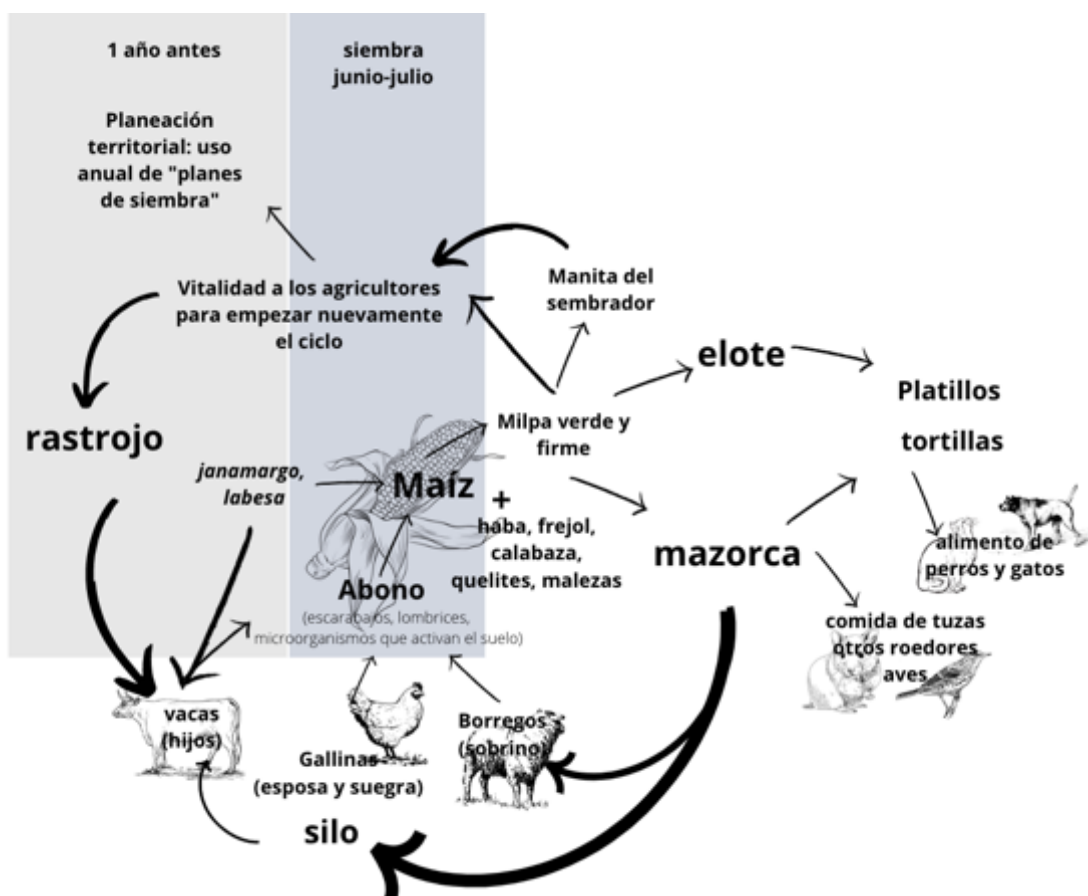 1 año antes
siembra
junio-julio
Planeación
territorial: uso
anual de "planes
de siembra"
Vitalidad a los agricultores
para empezar nuevamente
el ciclo
Manita del
sembrador
elote
Platillos
tortillas
rastrojo
Milpa verde y
firme
janamargo,
labesa
Maíz
+
haba, frejol,
calabaza,
quelites, malezas
mazorca
alimento de
perros y gatos
Abono
(escarabajos, lombrices,
microorganismos que activan el suelo)
comida de tuzas
otros roedores
aves
vacas
(hijos)
Gallinas
(esposa y suegra)
Borregos
(sobrino)
silo